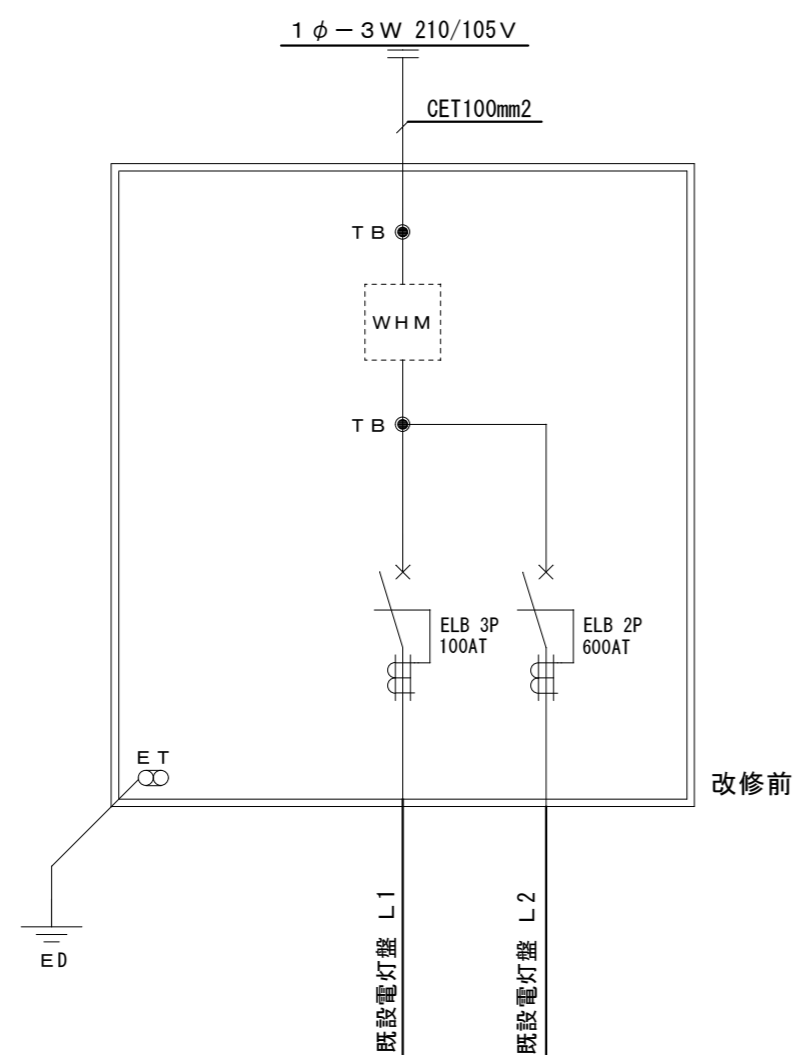 1φ−3W 210/105V
CET100mm2
TB
WHM
TB
ELB 3P
100AT
ELB 2P
600AT
ET
改修前
ED
既設電灯盤 L1
既設電灯盤 L2